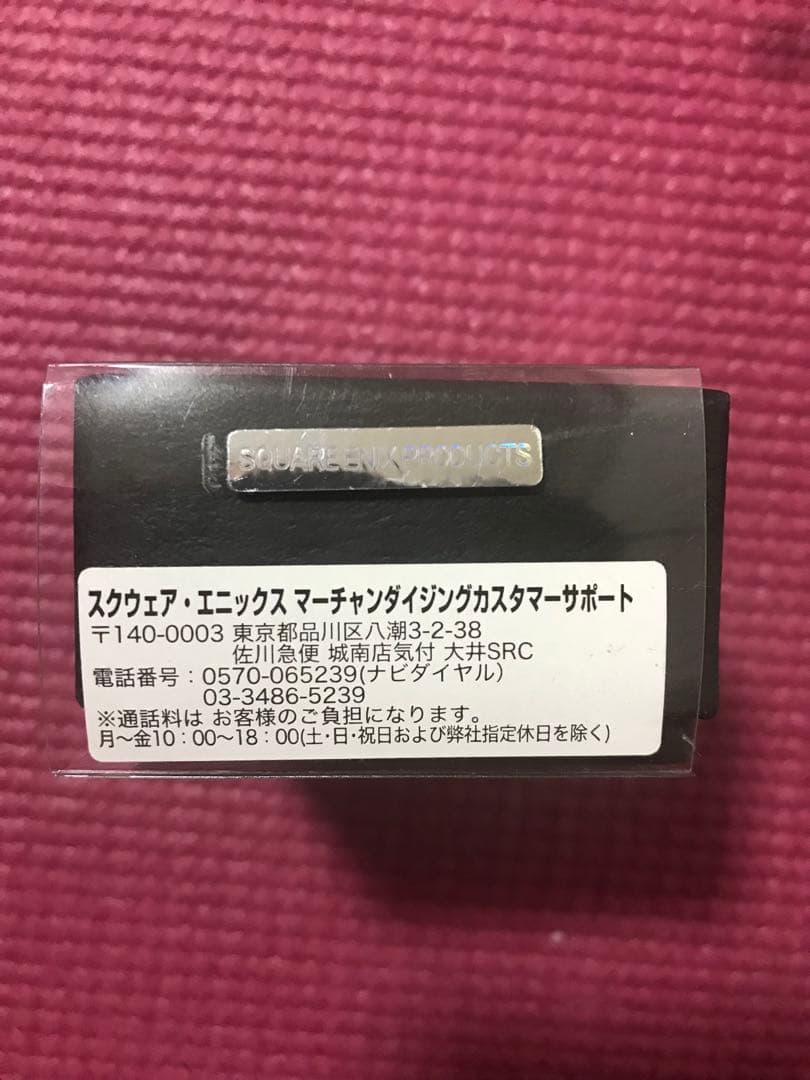 SQUARE ENIX PRODUCTS
スクウェア・エニックス マーチャンダイジングカスタマーサポート
〒140-0003 東京都品川区八潮3-2-38
佐川急便 城南店気付 大井SRC
電話番号：0570-065239(ナビダイヤル)
03-3486-5239
※通話料は お客様のご負担になります。
月〜金10：00〜18：00(土・日・祝日および弊社指定休日を除く)